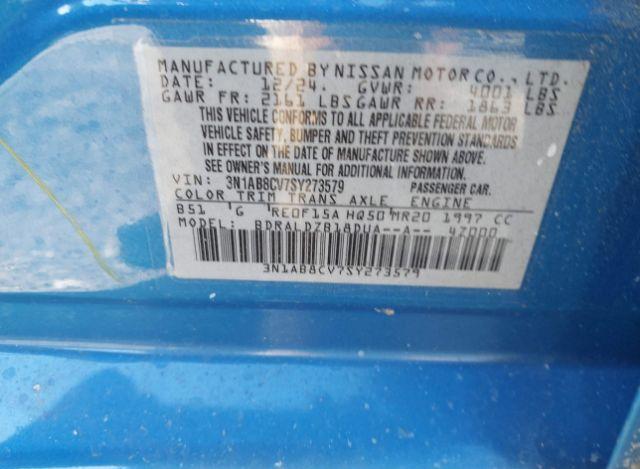 MANUFACTURED BY NISSAN MOTOR CO., LTD.
DATE: 12/24. GVWR: 4001 LBS
GAWR FR: 2161 LBS GAWR RR: 1863 LBS
THIS VEHICLE CONFORMS TO ALL APPLICABLE FEDERAL MOTOR
VEHICLE SAFETY, BUMPER AND THEFT PREVENTION STANDARDS
IN EFFECT ON THE DATE OF MANUFACTURE SHOWN ABOVE.
SEE OWNER'S MANUAL FOR ADDITIONAL INFORMATION
VIN: 3N1AB8CV7SY273579 PASSENGER CAR.
COLOR TRIM TRANS AXLE ENGINE
B51 'G RE0F15A HQ50 MR20 1997 CC
MODEL: BDRALDZB18DUA--A-- 47000
3N1AB8CV7SY273579